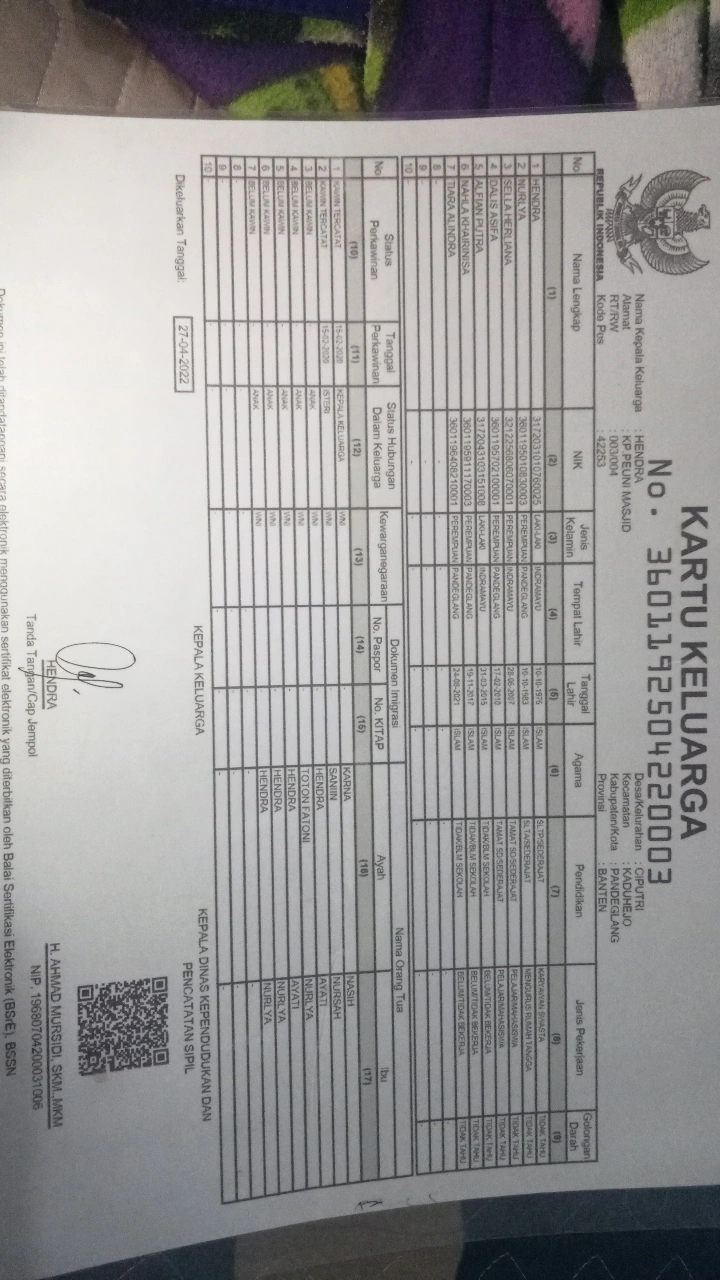 KARTU KELUARGA
No. 3601192504220003
REPUBLIK INDONESIA
Nama Kepala Keluarga : HENDRA
Alamat : KP PEUNI MASJID
RT/RW : 003/004
Kode Pos : 42253
Desa/Kelurahan : CIPUTRI
Kecamatan : KADUHEJO
Kabupaten/Kota : PANDEGLANG
Provinsi : BANTEN
No Nama Lengkap NIK Jenis Kelamin Tempat Lahir Tanggal Lahir Agama Pendidikan Jenis Pekerjaan Golongan Darah
(1) (2) (3) (4) (5) (6) (7) (8) (9)
1 HENDRA 3172031010760025 LAKI-LAKI INDRAMAYU 10-10-1976 ISLAM SLTP/SEDERAJAT KARYAWAN SWASTA TIDAK TAHU
2 NURLYA 3601195010830003 PEREMPUAN PANDEGLANG 10-10-1983 ISLAM SLTA/SEDERAJAT MENGURUS RUMAH TANGGA TIDAK TAHU
3 SELLA HERLIANA 3212256806070001 PEREMPUAN INDRAMAYU 28-06-2007 ISLAM TAMAT SD/SEDERAJAT PELAJAR/MAHASISWA TIDAK TAHU
4 DALIS ASIFA 3601195702100001 PEREMPUAN PANDEGLANG 17-02-2010 ISLAM TAMAT SD/SEDERAJAT PELAJAR/MAHASISWA TIDAK TAHU
5 ALFIAN PUTRA 3172043103151008 LAKI-LAKI INDRAMAYU 31-03-2015 ISLAM TIDAK/BLM SEKOLAH BELUM/TIDAK BEKERJA TIDAK TAHU
6 NAHLA KHAIRINISA 3601195911170003 PEREMPUAN PANDEGLANG 19-11-2017 ISLAM TIDAK/BLM SEKOLAH BELUM/TIDAK BEKERJA TIDAK TAHU
7 TIARA ALINDRA 3601196408210001 PEREMPUAN PANDEGLANG 24-08-2021 ISLAM TIDAK/BLM SEKOLAH BELUM/TIDAK BEKERJA TIDAK TAHU
8 -
9 -
10 -
No Status Perkawinan Tanggal Perkawinan Status Hubungan Dalam Keluarga Kewarganegaraan Dokumen Imigrasi Nama Orang Tua
No. Paspor No. KITAP Ayah Ibu
(10) (11) (12) (13) (14) (15) (16) (17)
1 KAWIN TERCATAT 15-02-2020 KEPALA KELUARGA WNI - - KARNA NASIH
2 KAWIN TERCATAT 15-02-2020 ISTERI WNI - - SANIIN NURSAH
3 BELUM KAWIN - ANAK WNI - - HENDRA AYATI
4 BELUM KAWIN - ANAK WNI - - TOTON FATONI NURLYA
5 BELUM KAWIN - ANAK WNI - - HENDRA AYATI
6 BELUM KAWIN - ANAK WNI - - HENDRA NURLYA
7 BELUM KAWIN - ANAK WNI - - HENDRA NURLYA
8 -
9 -
10 -
Dikeluarkan Tanggal: 27-04-2022
KEPALA KELUARGA
HENDRA
Tanda Tangan/Cap Jempol
KEPALA DINAS KEPENDUDUKAN DAN
PENCATATAN SIPIL
H. AHMAD MURSIDI, SKM.,MKM
NIP. 196807042000031006
Dokumen ini telah ditandatangani secara elektronik menggunakan sertifikat elektronik yang diterbitkan oleh Balai Sertifikasi Elektronik (BSrE), BSSN